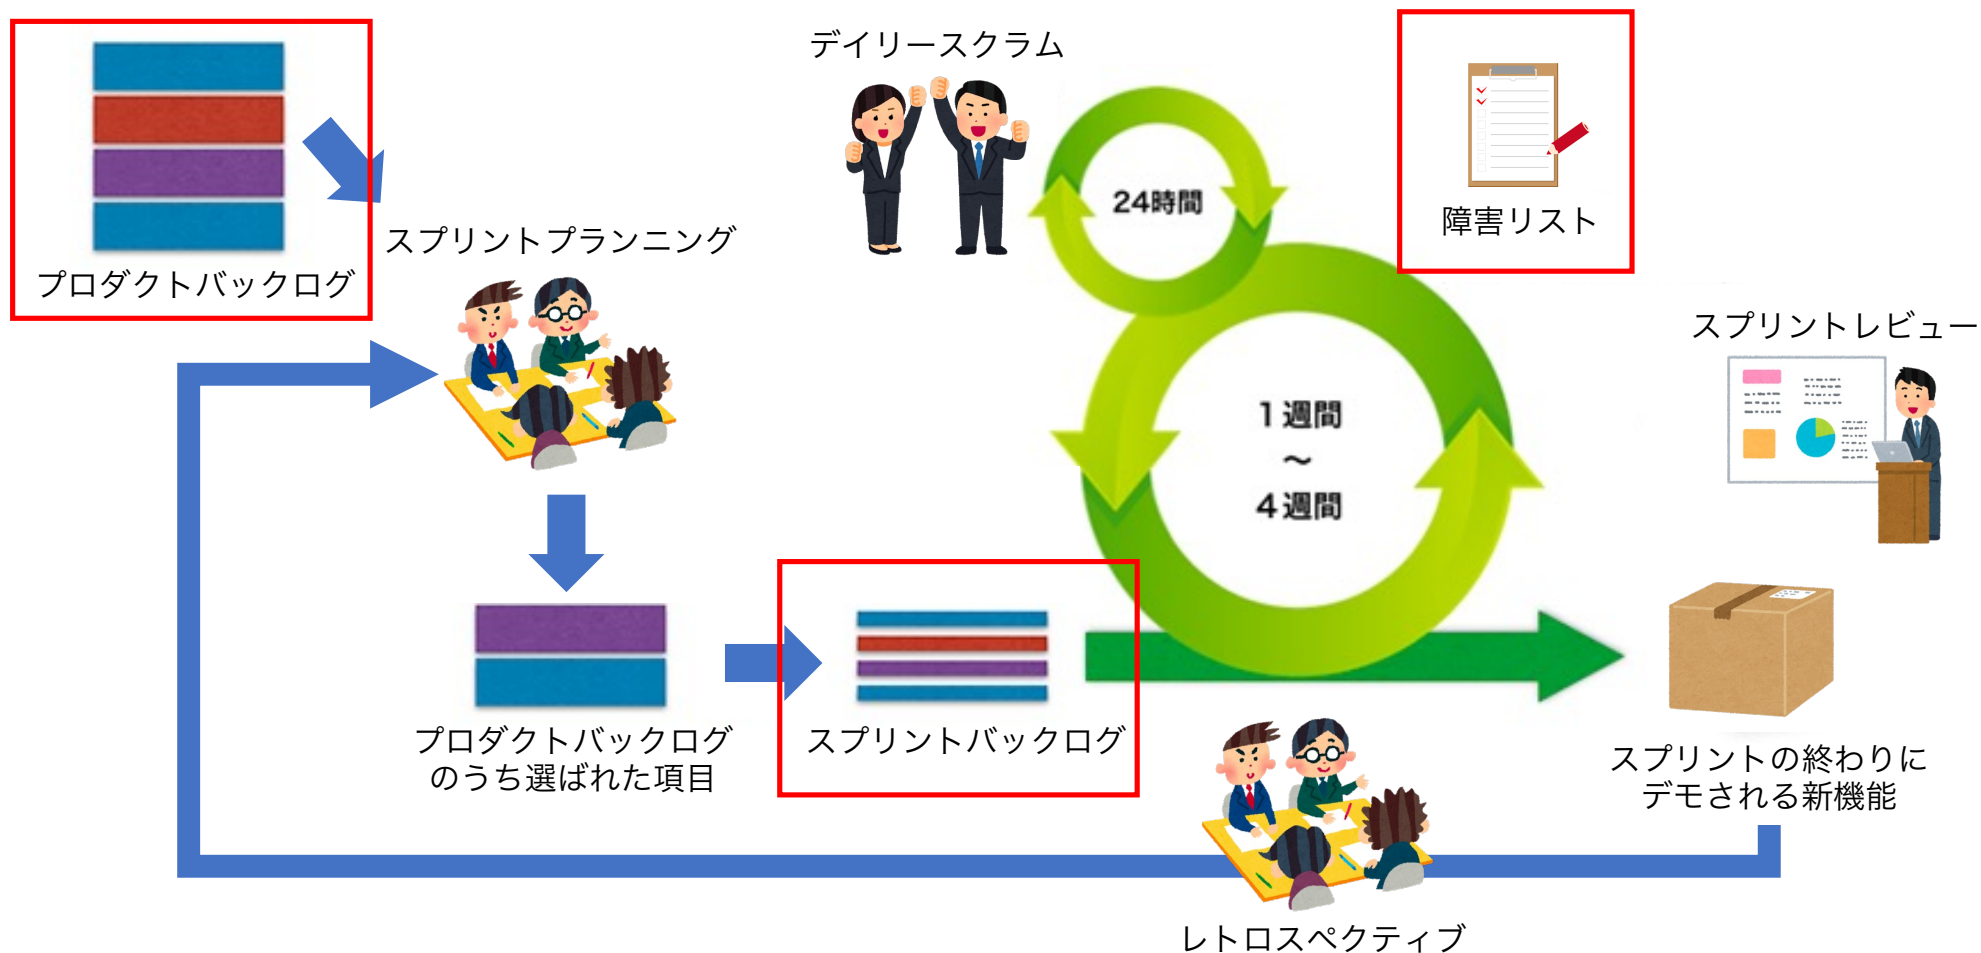 プロダクトバックログ
スプリントプランニング
プロダクトバックログ
のうち選ばれた項目
スプリントバックログ
デイリースクラム
24時間
1週間
〜
4週間
障害リスト
スプリントレビュー
スプリントの終わりに
デモされる新機能
レトロスペクティブ